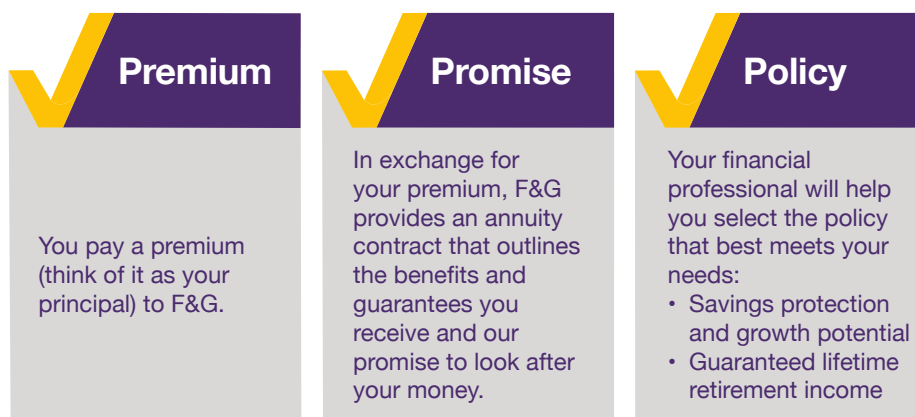 Premium
You pay a premium
(think of it as your
principal) to F&G.
Promise
In exchange for
your premium, F&G
provides an annuity
contract that outlines
the benefits and
guarantees you
receive and our
promise to look after
your money.
Policy
Your financial
professional will help
you select the policy
that best meets your
needs:
• Savings protection
and growth potential
• Guaranteed lifetime
retirement income